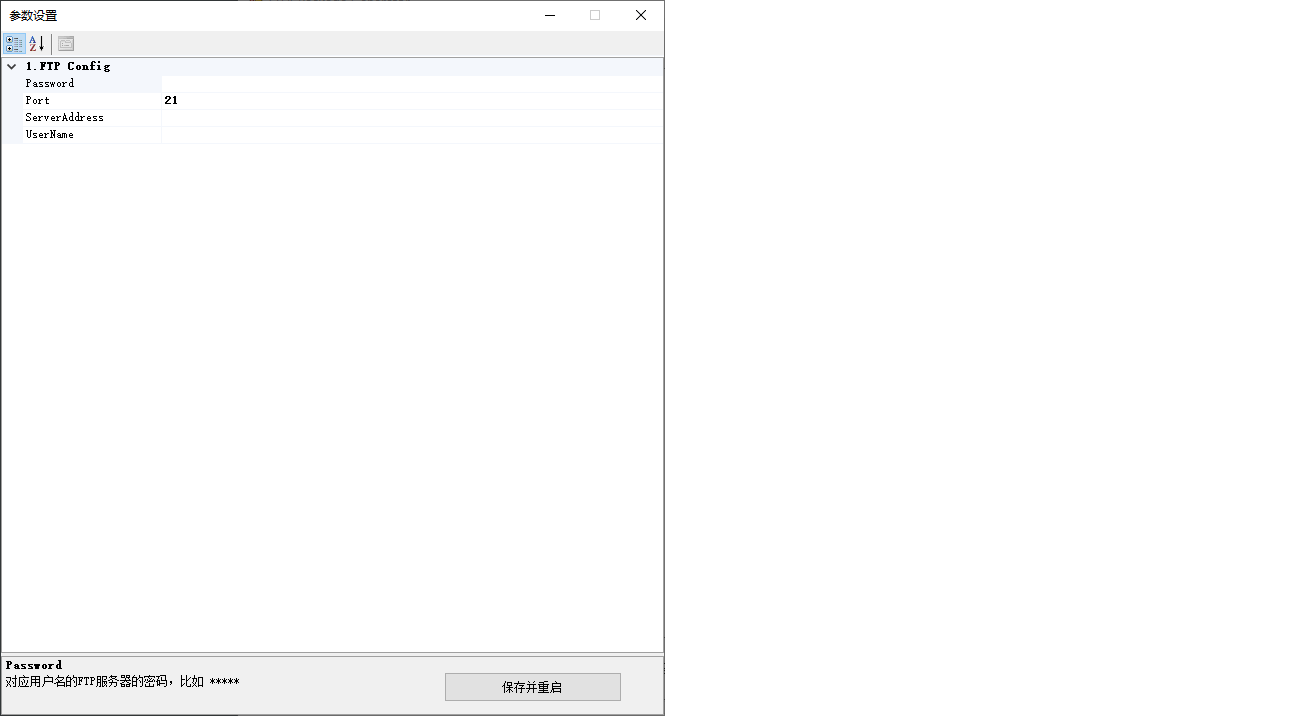 参数设置
1.FTP Config
Password
Port 21
ServerAddress
UserName
Password
对应用户名的FTP服务器的密码，比如 *****
保存并重启